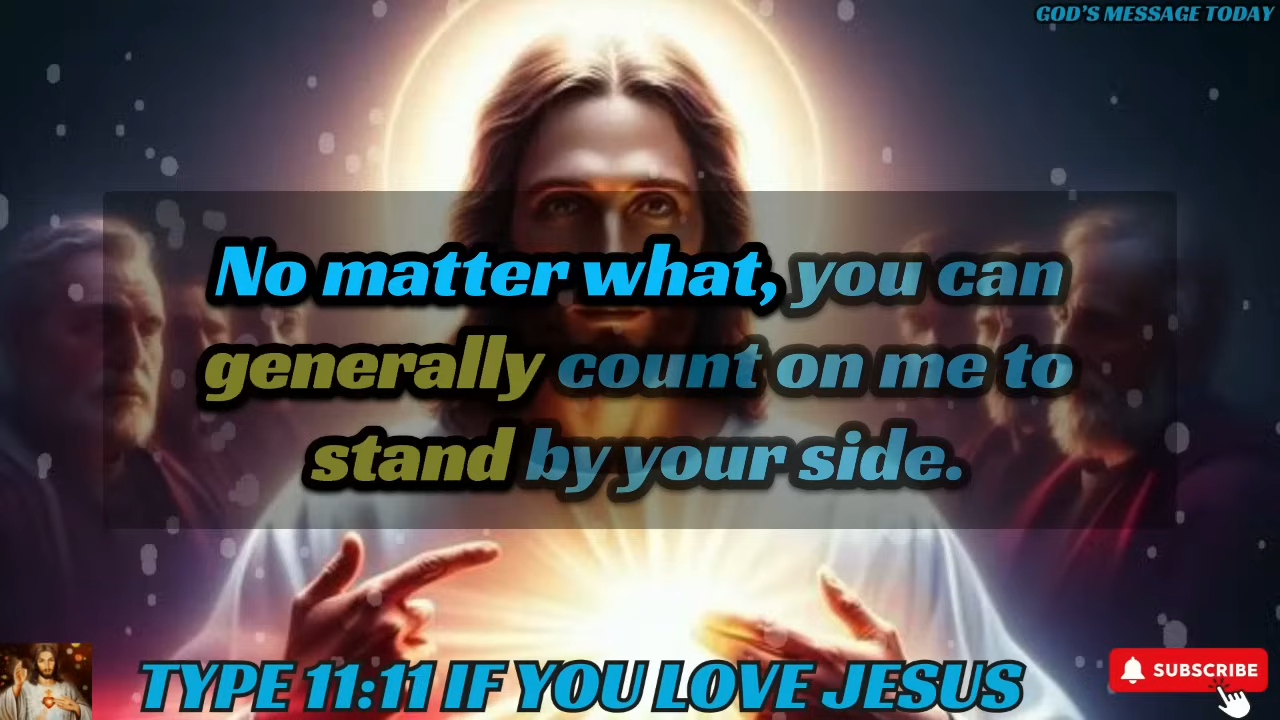 GOD'S MESSAGE TODAY
No matter what, you can
generally count on me to
stand by your side.
TYPE 11:11 IF YOU LOVE JESUS
SUBSCRIBE